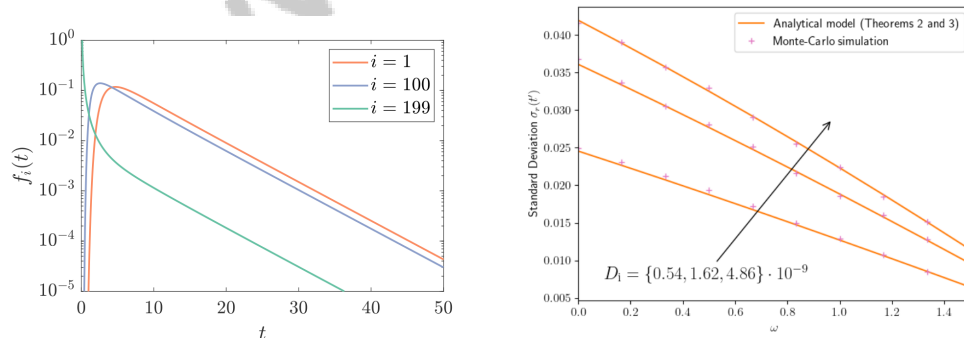 10^0
10^{-1}
10^{-2}
10^{-3}
10^{-4}
10^{-5}
f_i(t)
i = 1
i = 100
i = 199
0 10 20 30 40 50
t
0.040
0.035
0.030
0.025
0.020
0.015
0.010
0.005
Standard Deviation σ_r(t')
Analytical model (Theorems 2 and 3)
Monte-Carlo simulation
D_i = {0.54, 1.62, 4.86} · 10^{-9}
0.0 0.2 0.4 0.6 0.8 1.0 1.2 1.4
ω